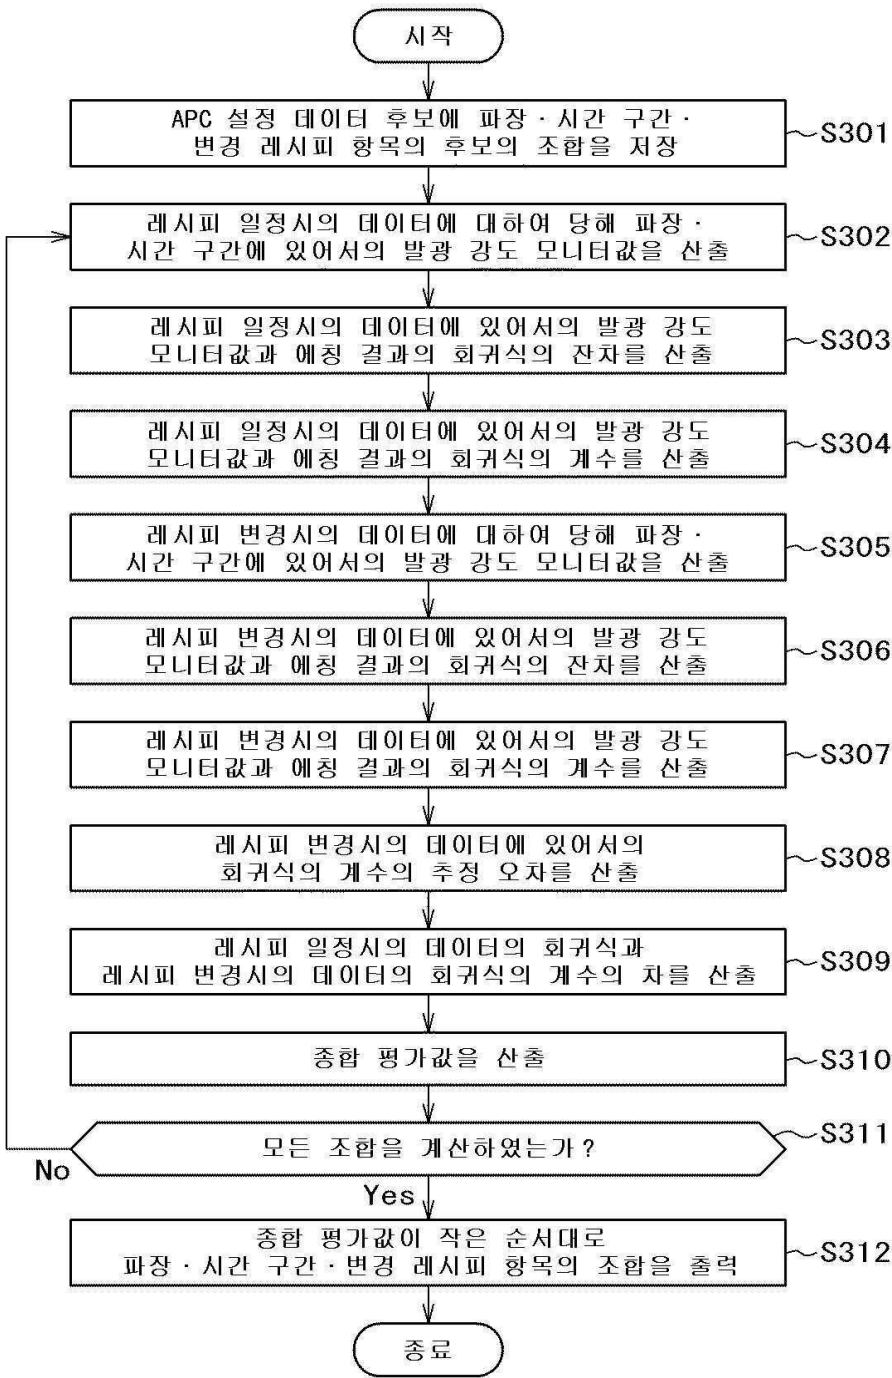 시작
APC 설정 데이터 후보에 파장·시간 구간·
변경 레시피 항목의 후보의 조합을 저장
S301
레시피 일정시의 데이터에 대하여 당해 파장·
시간 구간에 있어서의 발광 강도 모니터값을 산출
S302
레시피 일정시의 데이터에 있어서의 발광 강도
모니터값과 에칭 결과의 회귀식의 잔차를 산출
S303
레시피 일정시의 데이터에 있어서의 발광 강도
모니터값과 에칭 결과의 회귀식의 계수를 산출
S304
레시피 변경시의 데이터에 대하여 당해 파장·
시간 구간에 있어서의 발광 강도 모니터값을 산출
S305
레시피 변경시의 데이터에 있어서의 발광 강도
모니터값과 에칭 결과의 회귀식의 잔차를 산출
S306
레시피 변경시의 데이터에 있어서의 발광 강도
모니터값과 에칭 결과의 회귀식의 계수를 산출
S307
레시피 변경시의 데이터에 있어서의
회귀식의 계수의 추정 오차를 산출
S308
레시피 일정시의 데이터의 회귀식과
레시피 변경시의 데이터의 회귀식의 계수의 차를 산출
S309
종합 평가값을 산출
S310
모든 조합을 계산하였는가?
S311
No
Yes
종합 평가값이 작은 순서대로
파장·시간 구간·변경 레시피 항목의 조합을 출력
S312
종료